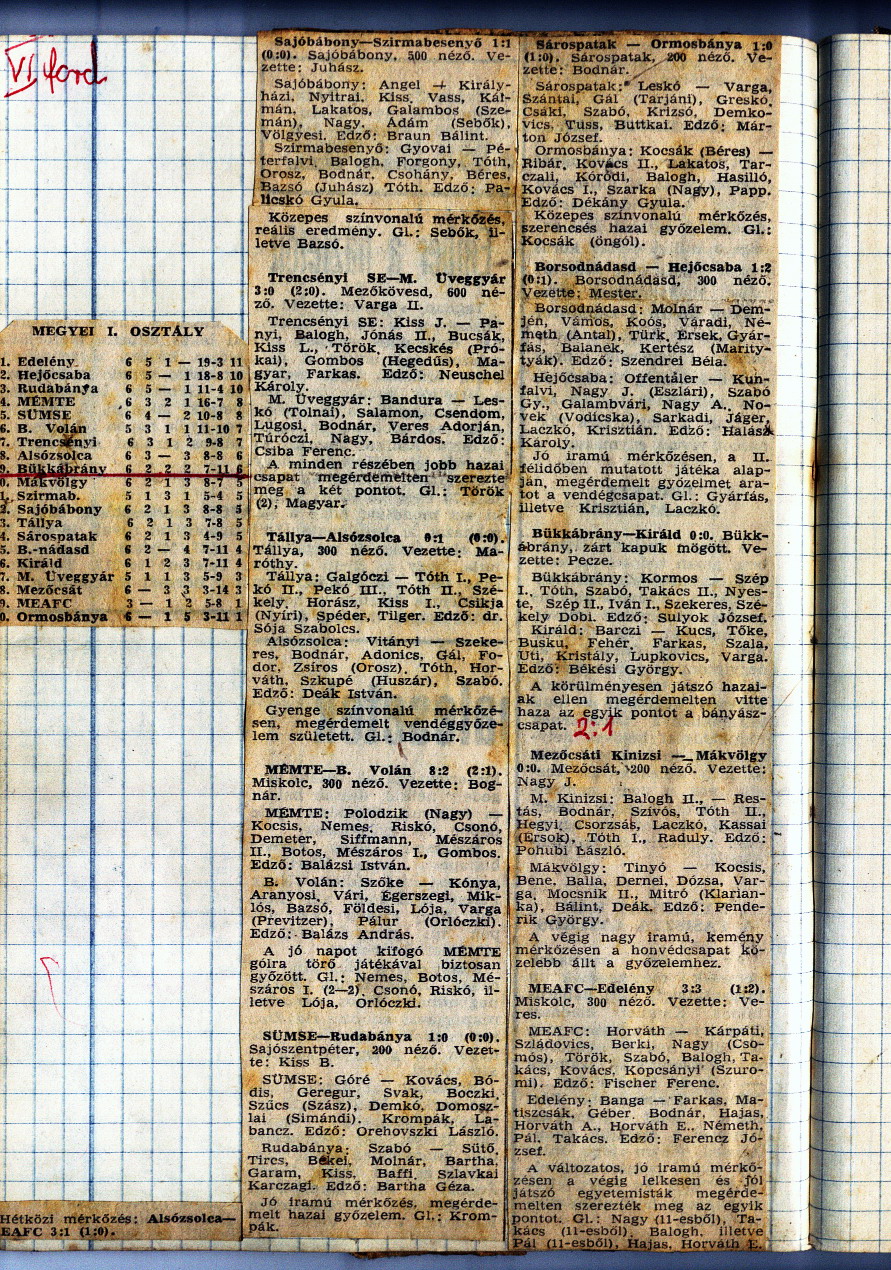 VI. ford
MEGYEI I. OSZTÁLY
1. Edelény 6 5 1 — 19-3 11
2. Hejőcsaba 6 5 — 1 18-8 10
3. Rudabánya 6 5 — 1 11-4 10
4. MÉMTE 6 3 2 1 16-7 8
5. SÜMSE 6 4 — 2 10-8 8
6. B. Volán 5 3 1 1 11-10 7
7. Trencsényi 6 3 1 2 9-8 7
8. Alsózsolca 6 3 — 3 8-8 6
9. Bükkábrány 6 2 2 2 7-11 6
0. Mákvölgy 6 2 1 3 8-7
1. Szirmab. 5 1 3 1 5-4 5
2. Sajóbábony 6 2 1 3 8-8 5
3. Tállya 6 2 1 3 7-8 5
4. Sárospatak 6 2 1 3 4-9 5
5. B.-nádasd 6 2 — 4 7-11 4
6. Királd 6 1 2 3 7-11 4
7. M. Üveggyár 5 1 1 3 5-9 3
8. Mezőcsát 6 — 3 3 3-14 3
9. MEAFC 3 — 1 2 5-8 1
0. Ormosbánya 6 — 1 5 3-11 1
Hétközi mérkőzés: Alsózsolca—
EAFC 3:1 (1:0).
Sajóbábony—Szirmabesenyő 1:1
(0:0). Sajóbábony, 500 néző. Ve-
zette: Juhász.
Sajóbábony: Angel — Király-
házi, Nyitrai, Kiss, Vass, Kál-
mán, Lakatos, Galambos (Sze-
mán), Nagy, Ádám (Sebők),
Völgyesi. Edző: Braun Bálint.
Szirmabesenyő: Gyovai — Pé-
terfalvi, Balogh, Forgony, Tóth,
Orosz, Bodnár, Csohány, Béres,
Bazsó (Juhász) Tóth. Edző: Pa-
licskó Gyula.
Közepes színvonalú mérkőzés,
reális eredmény. Gl.: Sebők, il-
letve Bazsó.
Trencsényi SE—M. Üveggyár
3:0 (2:0). Mezőkövesd, 600 né-
ző. Vezette: Varga II.
Trencsényi SE: Kiss J. — Pa-
nyi, Balogh, Jónás II., Bucsák,
Kiss L., Török, Kecskés (Pró-
kai), Gombos (Hegedűs), Ma-
gyar, Farkas. Edző: Neuschel
Károly.
M. Üveggyár: Bandura — Les-
kó (Tolnai), Salamon, Csendom,
Lugosi, Bodnár, Veres Adorján,
Túróczi, Nagy, Bárdos. Edző:
Csiba Ferenc.
A minden részében jobb hazai
csapat megérdemelten szerezte
meg a két pontot. Gl.: Török
(2), Magyar.
Tállya—Alsózsolca 0:1 (0:0).
Tállya, 300 néző. Vezette: Ma-
róthy.
Tállya: Galgóczi — Tóth I., Pe-
kó II., Pekó III., Tóth II., Szé-
kely, Horász, Kiss I., Csikja
(Nyíri), Spéder, Tilger. Edző: dr.
Sója Szabolcs.
Alsózsolca: Vitányi — Szeke-
res, Bodnár, Adonics, Gál, Fo-
dor, Zsíros (Orosz), Tóth, Hor-
váth, Szkupé (Huszár), Szabó.
Edző: Deák István.
Gyenge színvonalú mérkőzé-
sen, megérdemelt vendéggyőze-
lem született. Gl.: Bodnár.
MÉMTE—B. Volán 8:2 (2:1).
Miskolc, 300 néző. Vezette: Bog-
nár.
MÉMTE: Polodzik (Nagy) —
Kocsis, Nemes, Riskó, Csonó,
Demeter, Siffmann, Mészáros
II., Botos, Mészáros I., Gombos.
Edző: Balázsi István.
B. Volán: Szőke — Kónya,
Aranyosi, Vári, Egerszegi, Mik-
lós, Bazsó, Földesi, Lója, Varga
(Previtzer), Pálur (Orlóczki).
Edző: Balázs András.
A jó napot kifogó MÉMTE
gólra törő játékával biztosan
győzött. Gl.: Nemes, Botos, Mé-
száros I. (2—2), Csonó, Riskó, il-
letve Lója, Orlóczki.
SÜMSE—Rudabánya 1:0 (0:0).
Sajószentpéter, 200 néző. Vezet-
te: Kiss B.
SÜMSE: Góré — Kovács, Bó-
dis, Geregur, Svak, Boczki,
Szűcs (Szász), Demkó, Domosz-
lai (Simándi), Krompák, La-
bancz. Edző: Orehovszki László.
Rudabánya: Szabó — Sütő,
Tircs, Békei, Molnár, Bartha,
Garam, Kiss, Baffi, Szlavkai
Karczagi. Edző: Bartha Géza.
Jó iramú mérkőzés, megérde-
melt hazai győzelem. Gl.: Krom-
pák.
Sárospatak — Ormosbánya 1:0
(1:0). Sárospatak, 200 néző. Ve-
zette: Bodnár.
Sárospatak: Leskó — Varga,
Szántai, Gál (Tarjáni), Greskó,
Csáki, Szabó, Krizsó, Demko-
vics, Tuss, Buttkai. Edző: Már-
ton József.
Ormosbánya: Kocsák (Béres) —
Ribár, Kovács II., Lakatos, Tar-
czali, Kóródi, Balogh, Hasilló,
Kovács I., Szarka (Nagy), Papp.
Edző: Dékány Gyula.
Közepes színvonalú mérkőzés,
szerencsés hazai győzelem. Gl.:
Kocsák (öngól).
Borsodnádasd — Hejőcsaba 1:2
(0:1). Borsodnádasd, 300 néző.
Vezette: Mester.
Borsodnádasd: Molnár — Dem-
jén, Vámos, Koós, Váradi, Né-
meth (Antal), Türk, Érsek, Gyár-
fás, Balanek, Kertész (Marity-
tyák). Edző: Szendrei Béla.
Hejőcsaba: Offentáler — Kun-
falvi, Nagy J. (Eszlári), Szabó
Gy., Galambvári, Nagy A., No-
vek (Vodicska), Sarkadi, Jáger,
Laczkó, Krisztián. Edző: Halász
Károly.
Jó iramú mérkőzésen, a II.
félidőben mutatott játéka alap-
ján, megérdemelt győzelmet ara-
tot a vendégcsapat. Gl.: Gyárfás,
illetve Krisztián, Laczkó.
Bükkábrány—Királd 0:0. Bükk-
ábrány, zárt kapuk mögött. Ve-
zette: Pecze.
Bükkábrány: Kormos — Szép
I., Tóth, Szabó, Takács II., Nyes-
te, Szép II., Iván I., Szekeres, Szé-
kely Dobi. Edző: Sulyok József.
Királd: Barczi — Kucs, Tőke,
Busku, Fehér, Farkas, Szala,
Uti, Kristály, Lupkovics, Varga.
Edző: Békési György.
A körülményesen játszó hazai-
ak ellen megérdemelten vitte
haza az egyik pontot a bányász-
csapat.
2:1
Mezőcsáti Kinizsi — Mákvölgy
0:0. Mezőcsát, 200 néző. Vezette:
Nagy J.
M. Kinizsi: Balogh II., — Res-
tás, Bodnár, Szívós, Tóth II.,
Hegyi, Csorzsás, Laczkó, Kassai
(Ersok), Tóth I., Raduly. Edző:
Pohubi László.
Mákvölgy: Tinyó — Kocsis,
Bene, Balla, Dernei, Dózsa, Var-
ga, Mocsnik II., Mitró (Klarian-
ka), Bálint, Deák. Edző: Pende-
rik György.
A végig nagy iramú, kemény
mérkőzésen a honvédcsapat kö-
zelebb állt a győzelemhez.
MEAFC—Edelény 3:3 (1:2).
Miskolc, 300 néző. Vezette: Ve-
res.
MEAFC: Horváth — Kárpáti,
Szládovics, Berki, Nagy (Cso-
mós), Török, Szabó, Balogh, Ta-
kács, Kovács, Kopcsányi (Szuro-
mi). Edző: Fischer Ferenc.
Edelény: Banga — Farkas, Ma-
tiszcsák, Géber, Bodnár, Hajas,
Horváth A., Horváth E., Németh,
Pál, Takács. Edző: Ferencz Jó-
zsef.
A változatos, jó iramú mérkő-
zésen a végig lelkesen és jól
játszó egyetemisták megérde-
melten szerezték meg az egyik
pontot. Gl.: Nagy (11-esből), Ta-
kács (11-esből), Balogh, illetve
Pál (11-esből), Hajas, Horváth E.